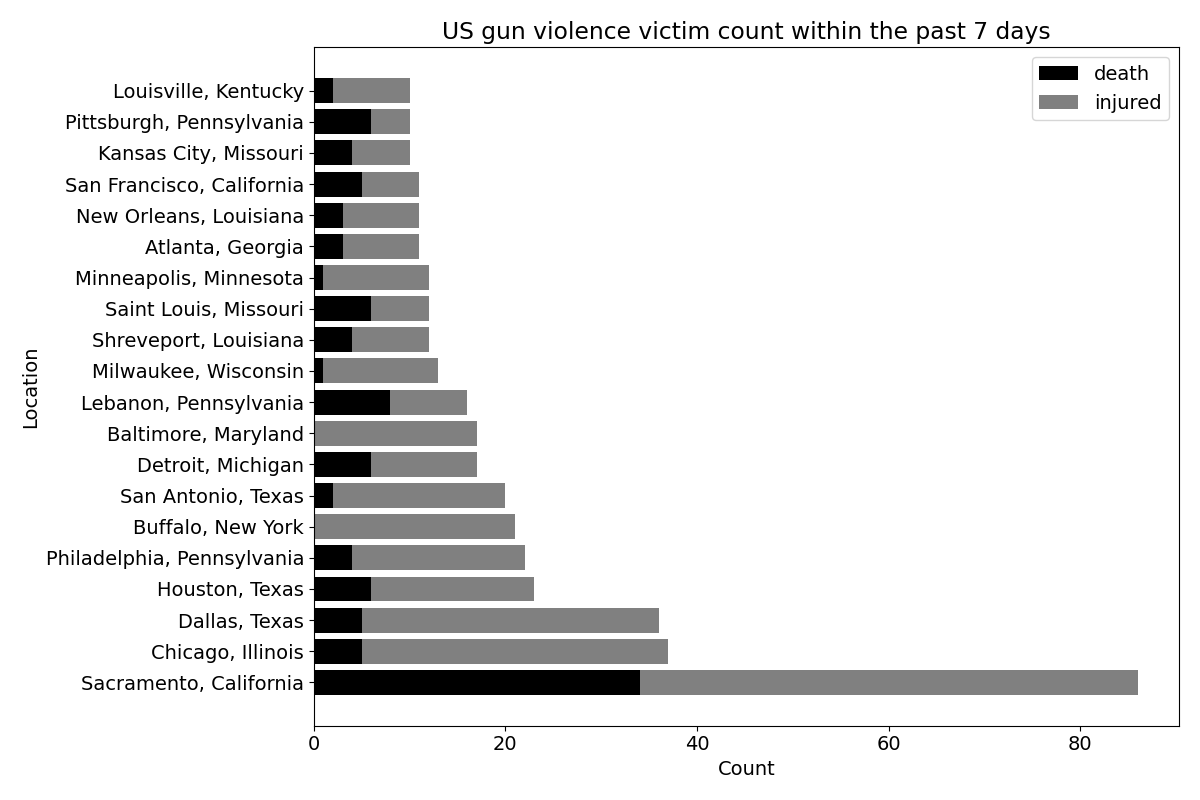 US gun violence victim count within the past 7 days
death
injured
Louisville, Kentucky
Pittsburgh, Pennsylvania
Kansas City, Missouri
San Francisco, California
New Orleans, Louisiana
Atlanta, Georgia
Minneapolis, Minnesota
Saint Louis, Missouri
Shreveport, Louisiana
Milwaukee, Wisconsin
Lebanon, Pennsylvania
Baltimore, Maryland
Detroit, Michigan
San Antonio, Texas
Buffalo, New York
Philadelphia, Pennsylvania
Houston, Texas
Dallas, Texas
Chicago, Illinois
Sacramento, California
Location
0 20 40 60 80
Count